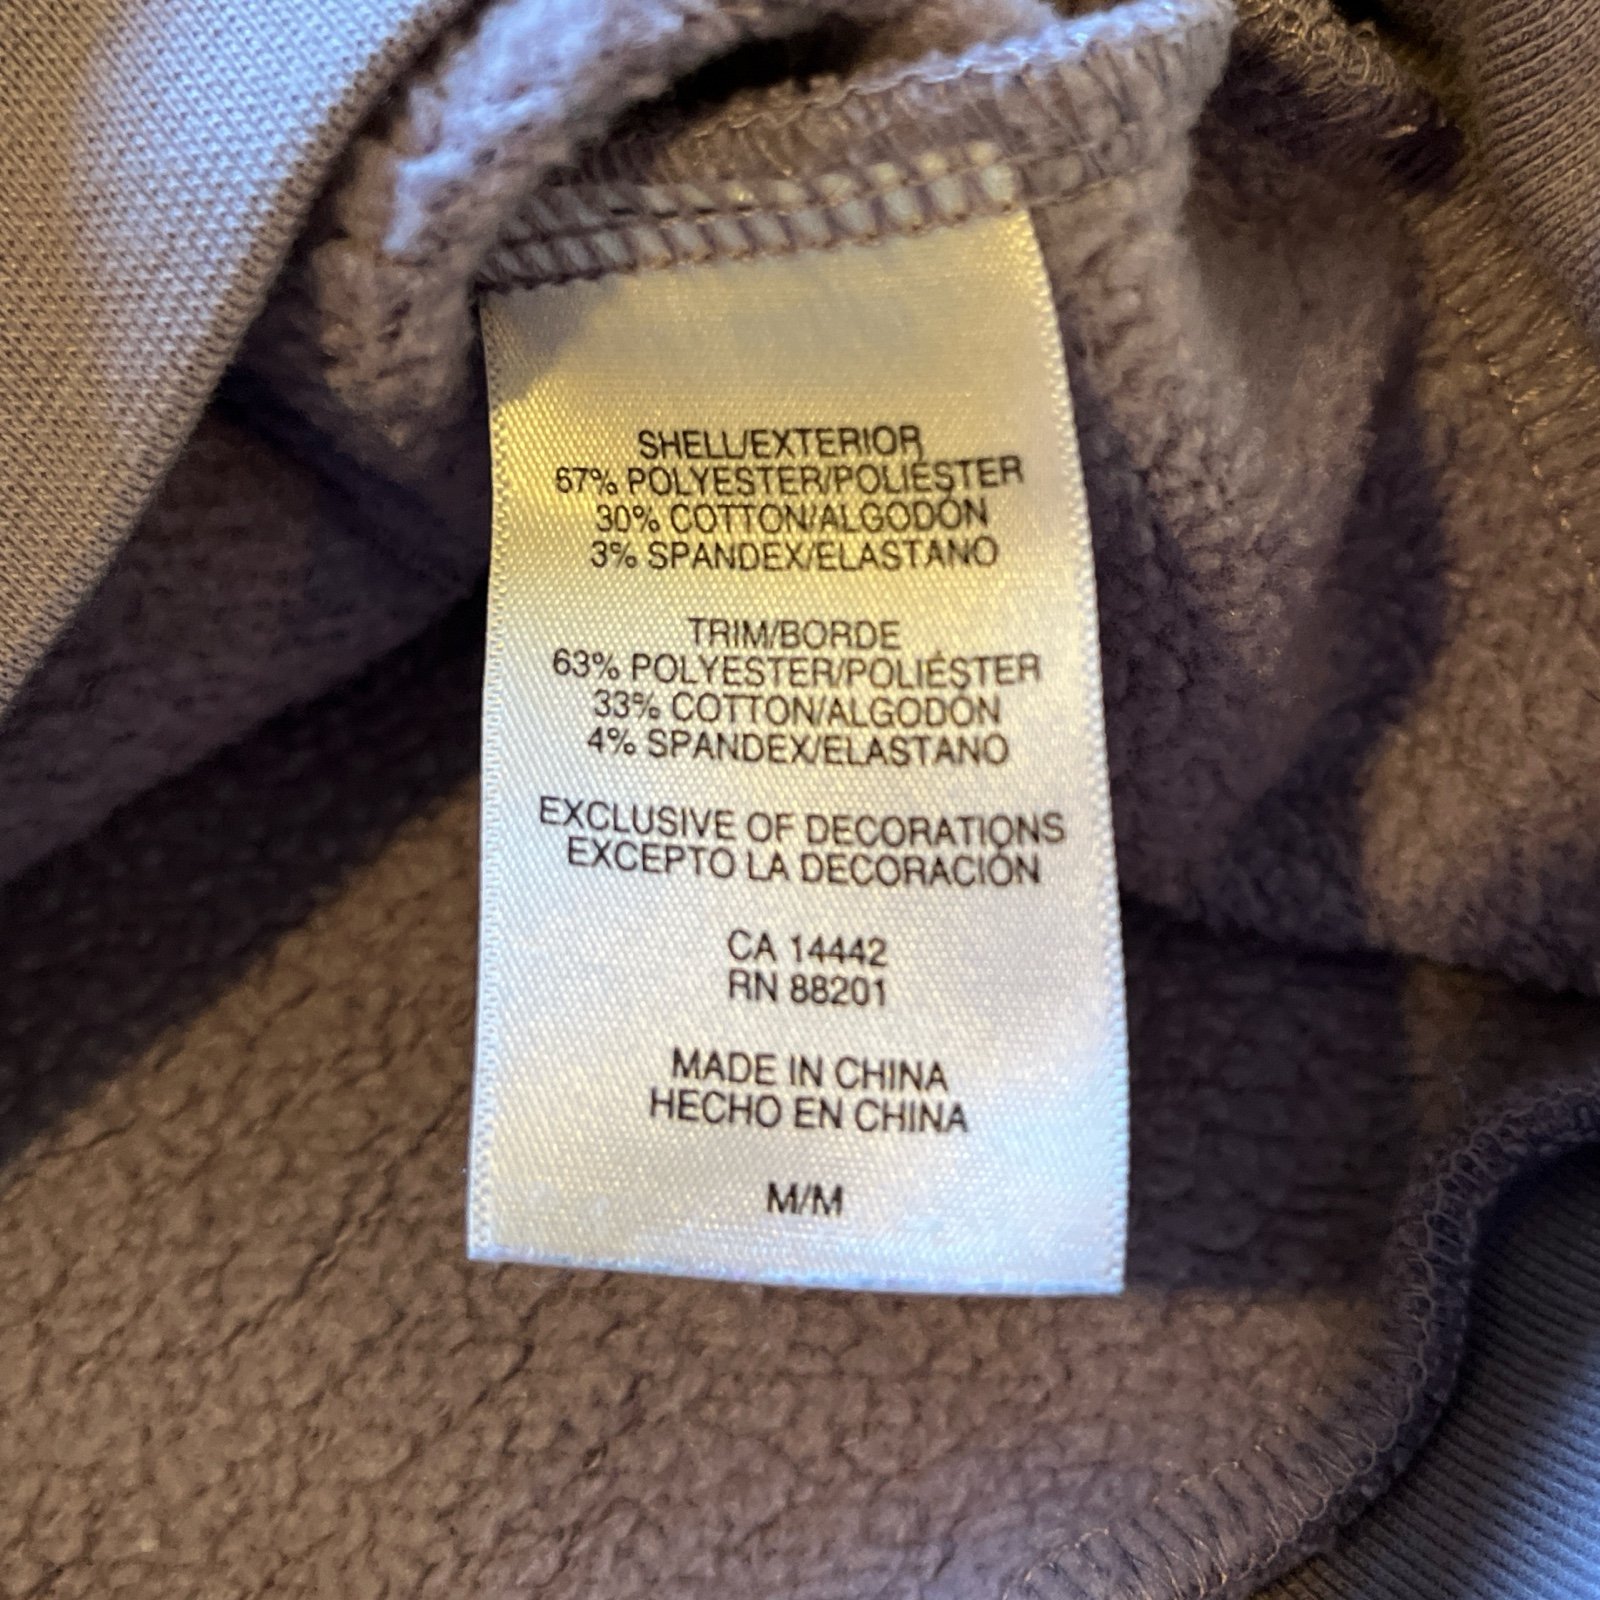 SHELL/EXTERIOR
67% POLYESTER/POLIÉSTER
30% COTTON/ALGODÓN
3% SPANDEX/ELASTANO
TRIM/BORDE
63% POLYESTER/POLIÉSTER
33% COTTON/ALGODÓN
4% SPANDEX/ELASTANO
EXCLUSIVE OF DECORATIONS
EXCEPTO LA DECORACIÓN
CA 14442
RN 88201
MADE IN CHINA
HECHO EN CHINA
M/M